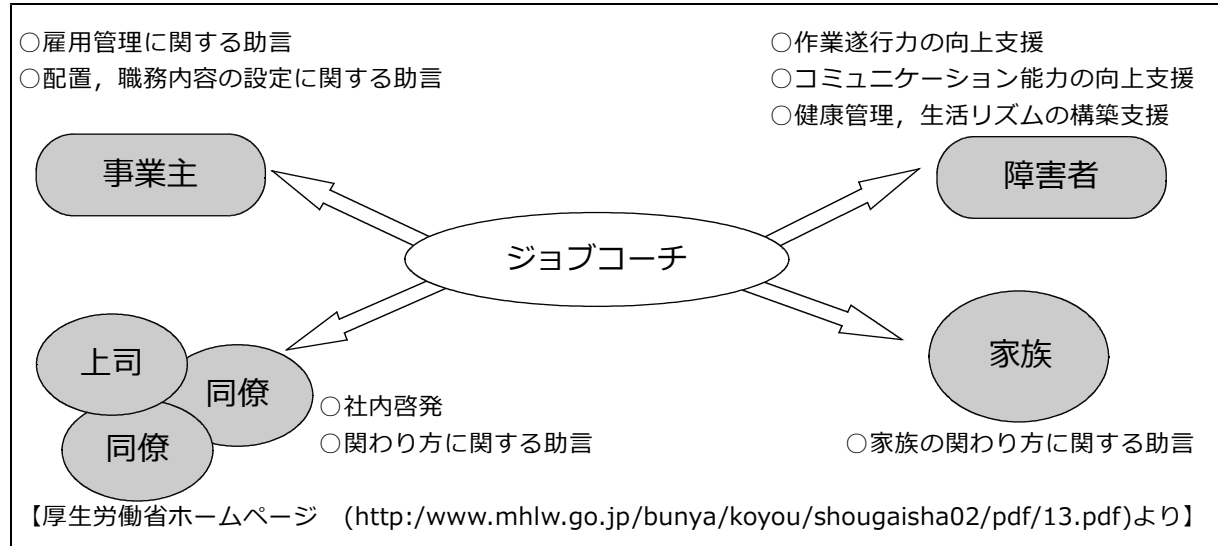 ○雇用管理に関する助言
○配置，職務内容の設定に関する助言
○作業遂行力の向上支援
○コミュニケーション能力の向上支援
○健康管理，生活リズムの構築支援
事業主
障害者
ジョブコーチ
上司
同僚
同僚
○社内啓発
○関わり方に関する助言
家族
○家族の関わり方に関する助言
【厚生労働省ホームページ　(http:/www.mhlw.go.jp/bunya/koyou/shougaisha02/pdf/13.pdf)より】